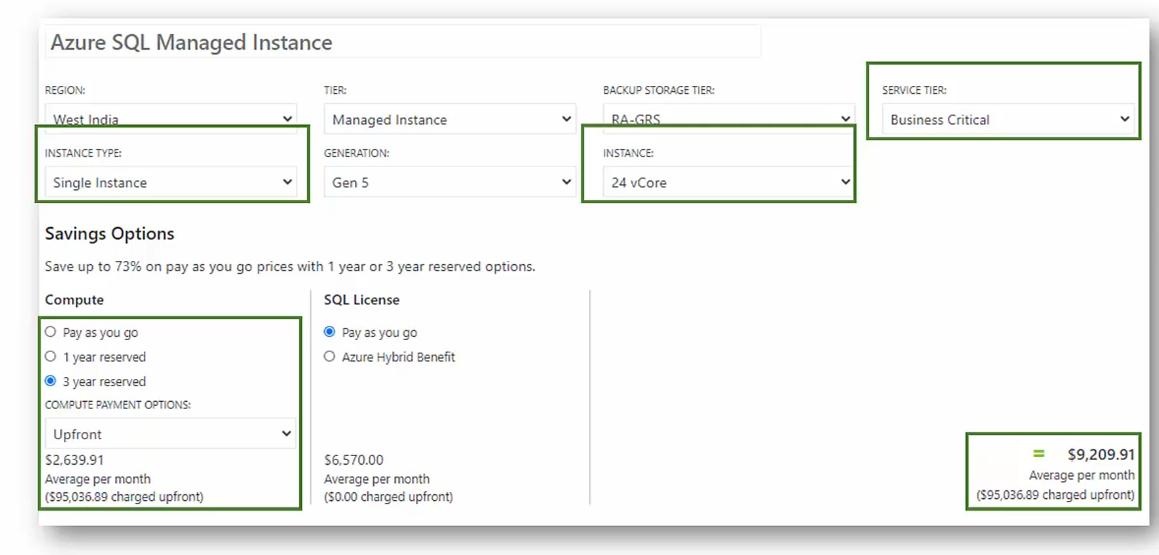 Azure SQL Managed Instance
REGION: TIER: BACKUP STORAGE TIER: SERVICE TIER:
West India Managed Instance RA-GRS Business Critical
INSTANCE TYPE: GENERATION: INSTANCE:
Single Instance Gen 5 24 vCore
Savings Options
Save up to 73% on pay as you go prices with 1 year or 3 year reserved options.
Compute SQL License
Pay as you go Pay as you go
1 year reserved Azure Hybrid Benefit
3 year reserved
COMPUTE PAYMENT OPTIONS:
Upfront
$2,639.91 $6,570.00 = $9,209.91
Average per month Average per month Average per month
($95,036.89 charged upfront) ($0.00 charged upfront) ($95,036.89 charged upfront)